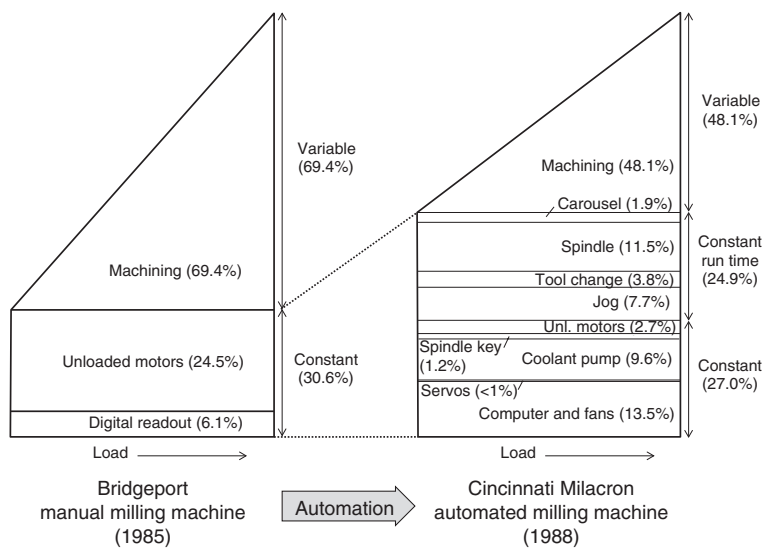 Variable
(69.4%)
Machining (69.4%)
Unloaded motors (24.5%)
Constant
(30.6%)
Digital readout (6.1%)
Load
Bridgeport
manual milling machine
(1985)
Automation
Variable
(48.1%)
Machining (48.1%)
Carousel (1.9%)
Spindle (11.5%)
Constant
run time
(24.9%)
Tool change (3.8%)
Jog (7.7%)
Unl. motors (2.7%)
Spindle key
(1.2%)
Coolant pump (9.6%)
Constant
(27.0%)
Servos (<1%)
Computer and fans (13.5%)
Load
Cincinnati Milacron
automated milling machine
(1988)